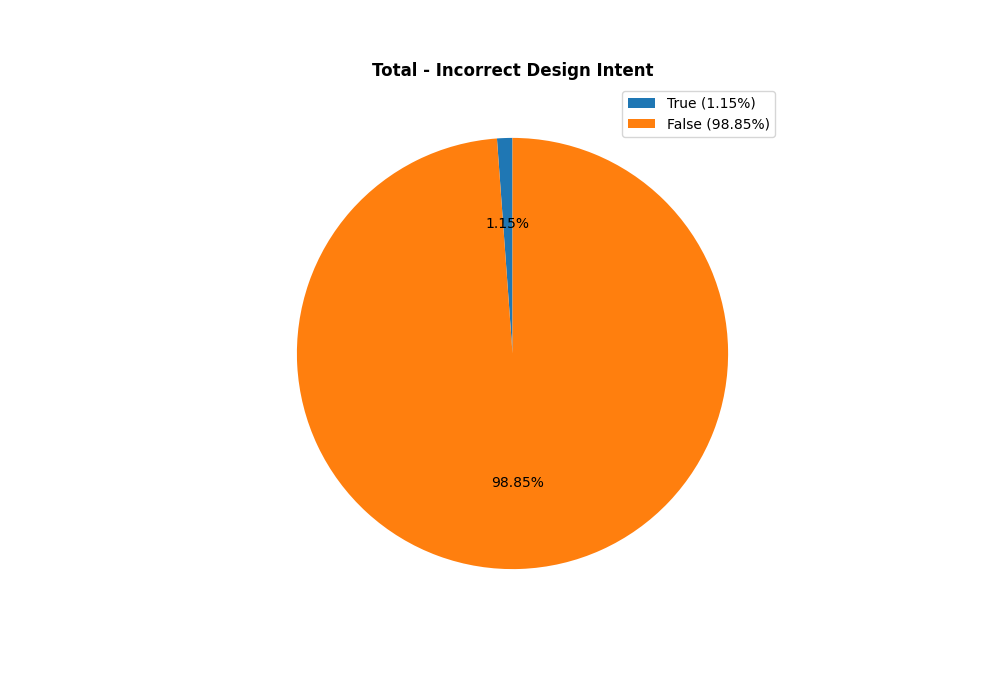 Total - Incorrect Design Intent
True (1.15%)
False (98.85%)
1.15%
98.85%